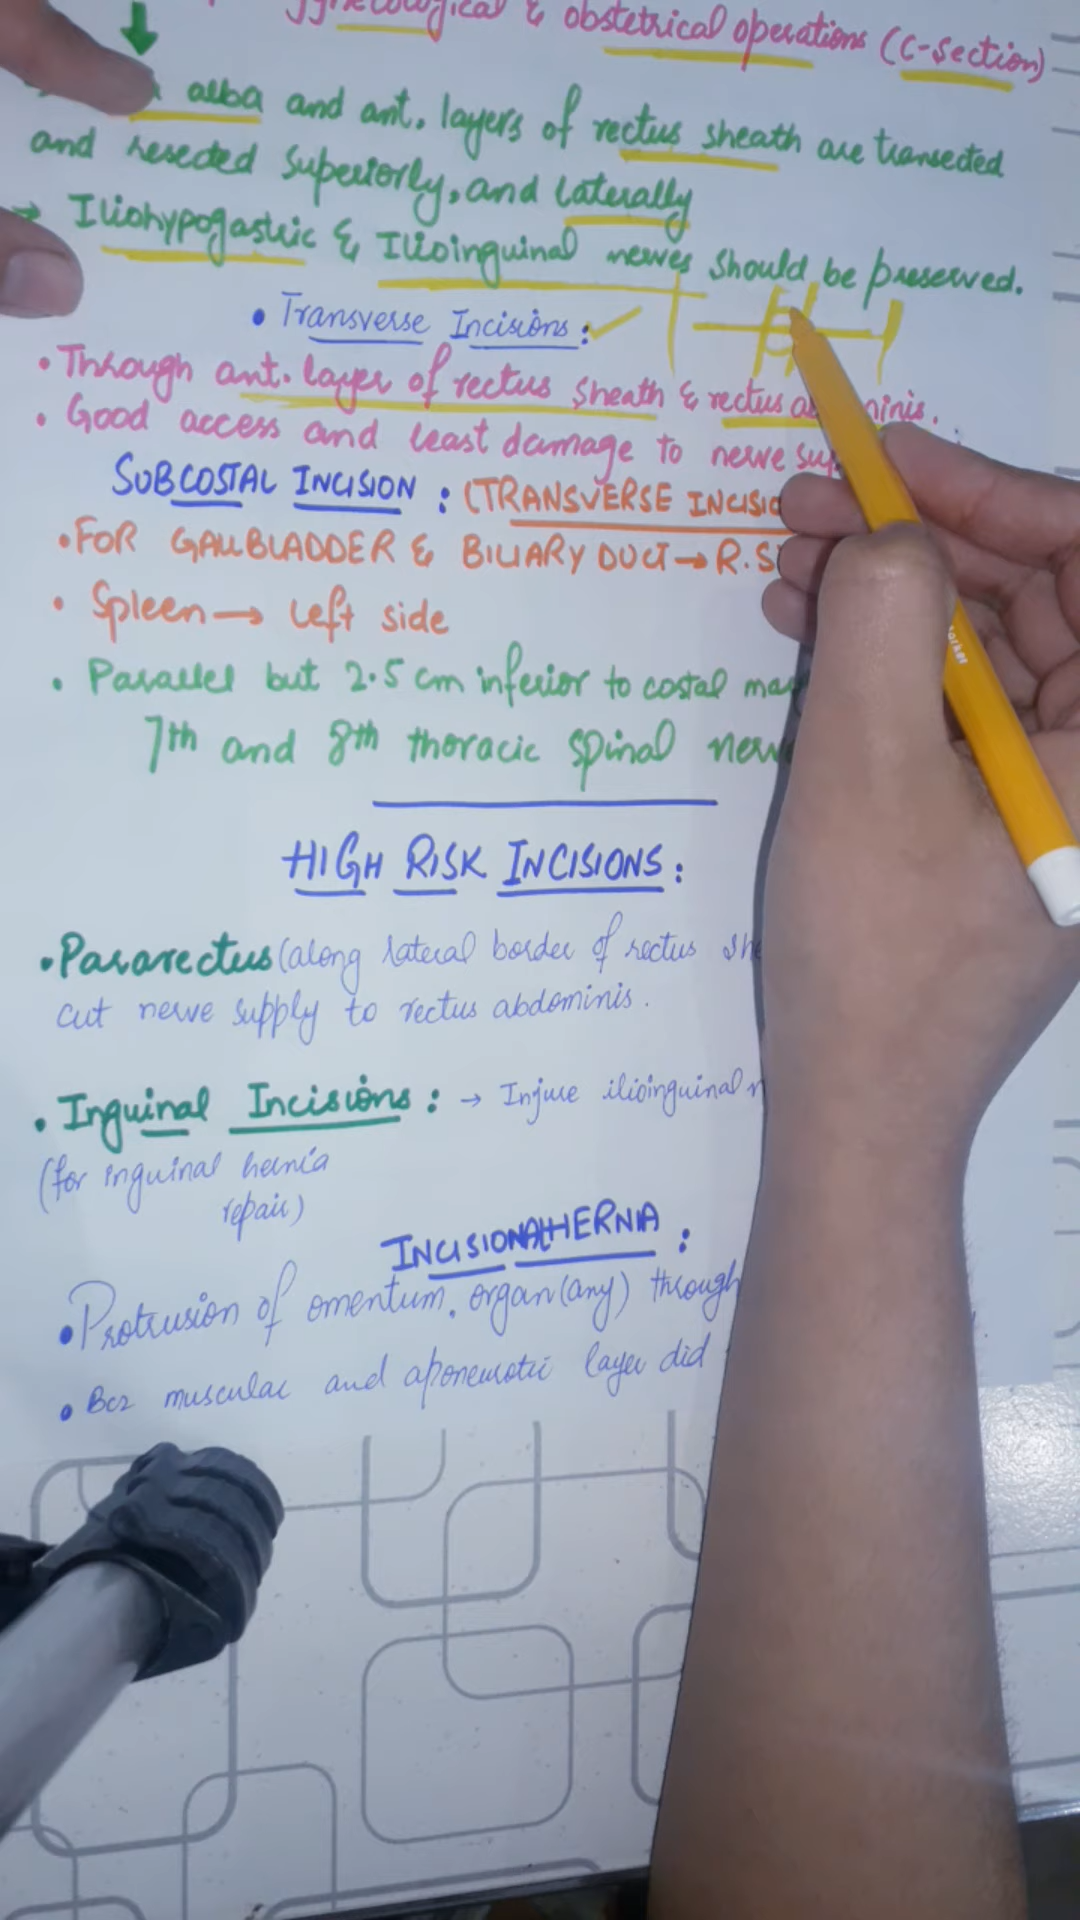 gynecological & obstetrical operations (C-Section)
alba and ant. layers of rectus sheath are transected
and resected Superiorly, and laterally
→ Iliohypogastric & Ilioinguinal nerves should be preserved.
• Transverse Incisions:
• Through ant. layer of rectus sheath & rectus
• Good access and least damage to nerve
SUBCOSTAL INCISION : (TRANSVERSE
• FOR GALLBLADDER & BILIARY DUCT → R.
• Spleen → left side
• Parallel but 2.5 cm inferior to costal
7th and 8th thoracic spinal
HIGH RISK INCISIONS:
• Pararectus (along lateral border of rectus
cut nerve supply to rectus abdominis.
• Inguinal Incisions: → Injure ilioinguinal
(for inguinal hernia
repair)
INCISIONAL HERNIA :
• Protrusion of omentum, organ (any) through
• Bcz muscular and aponeurotic layer did